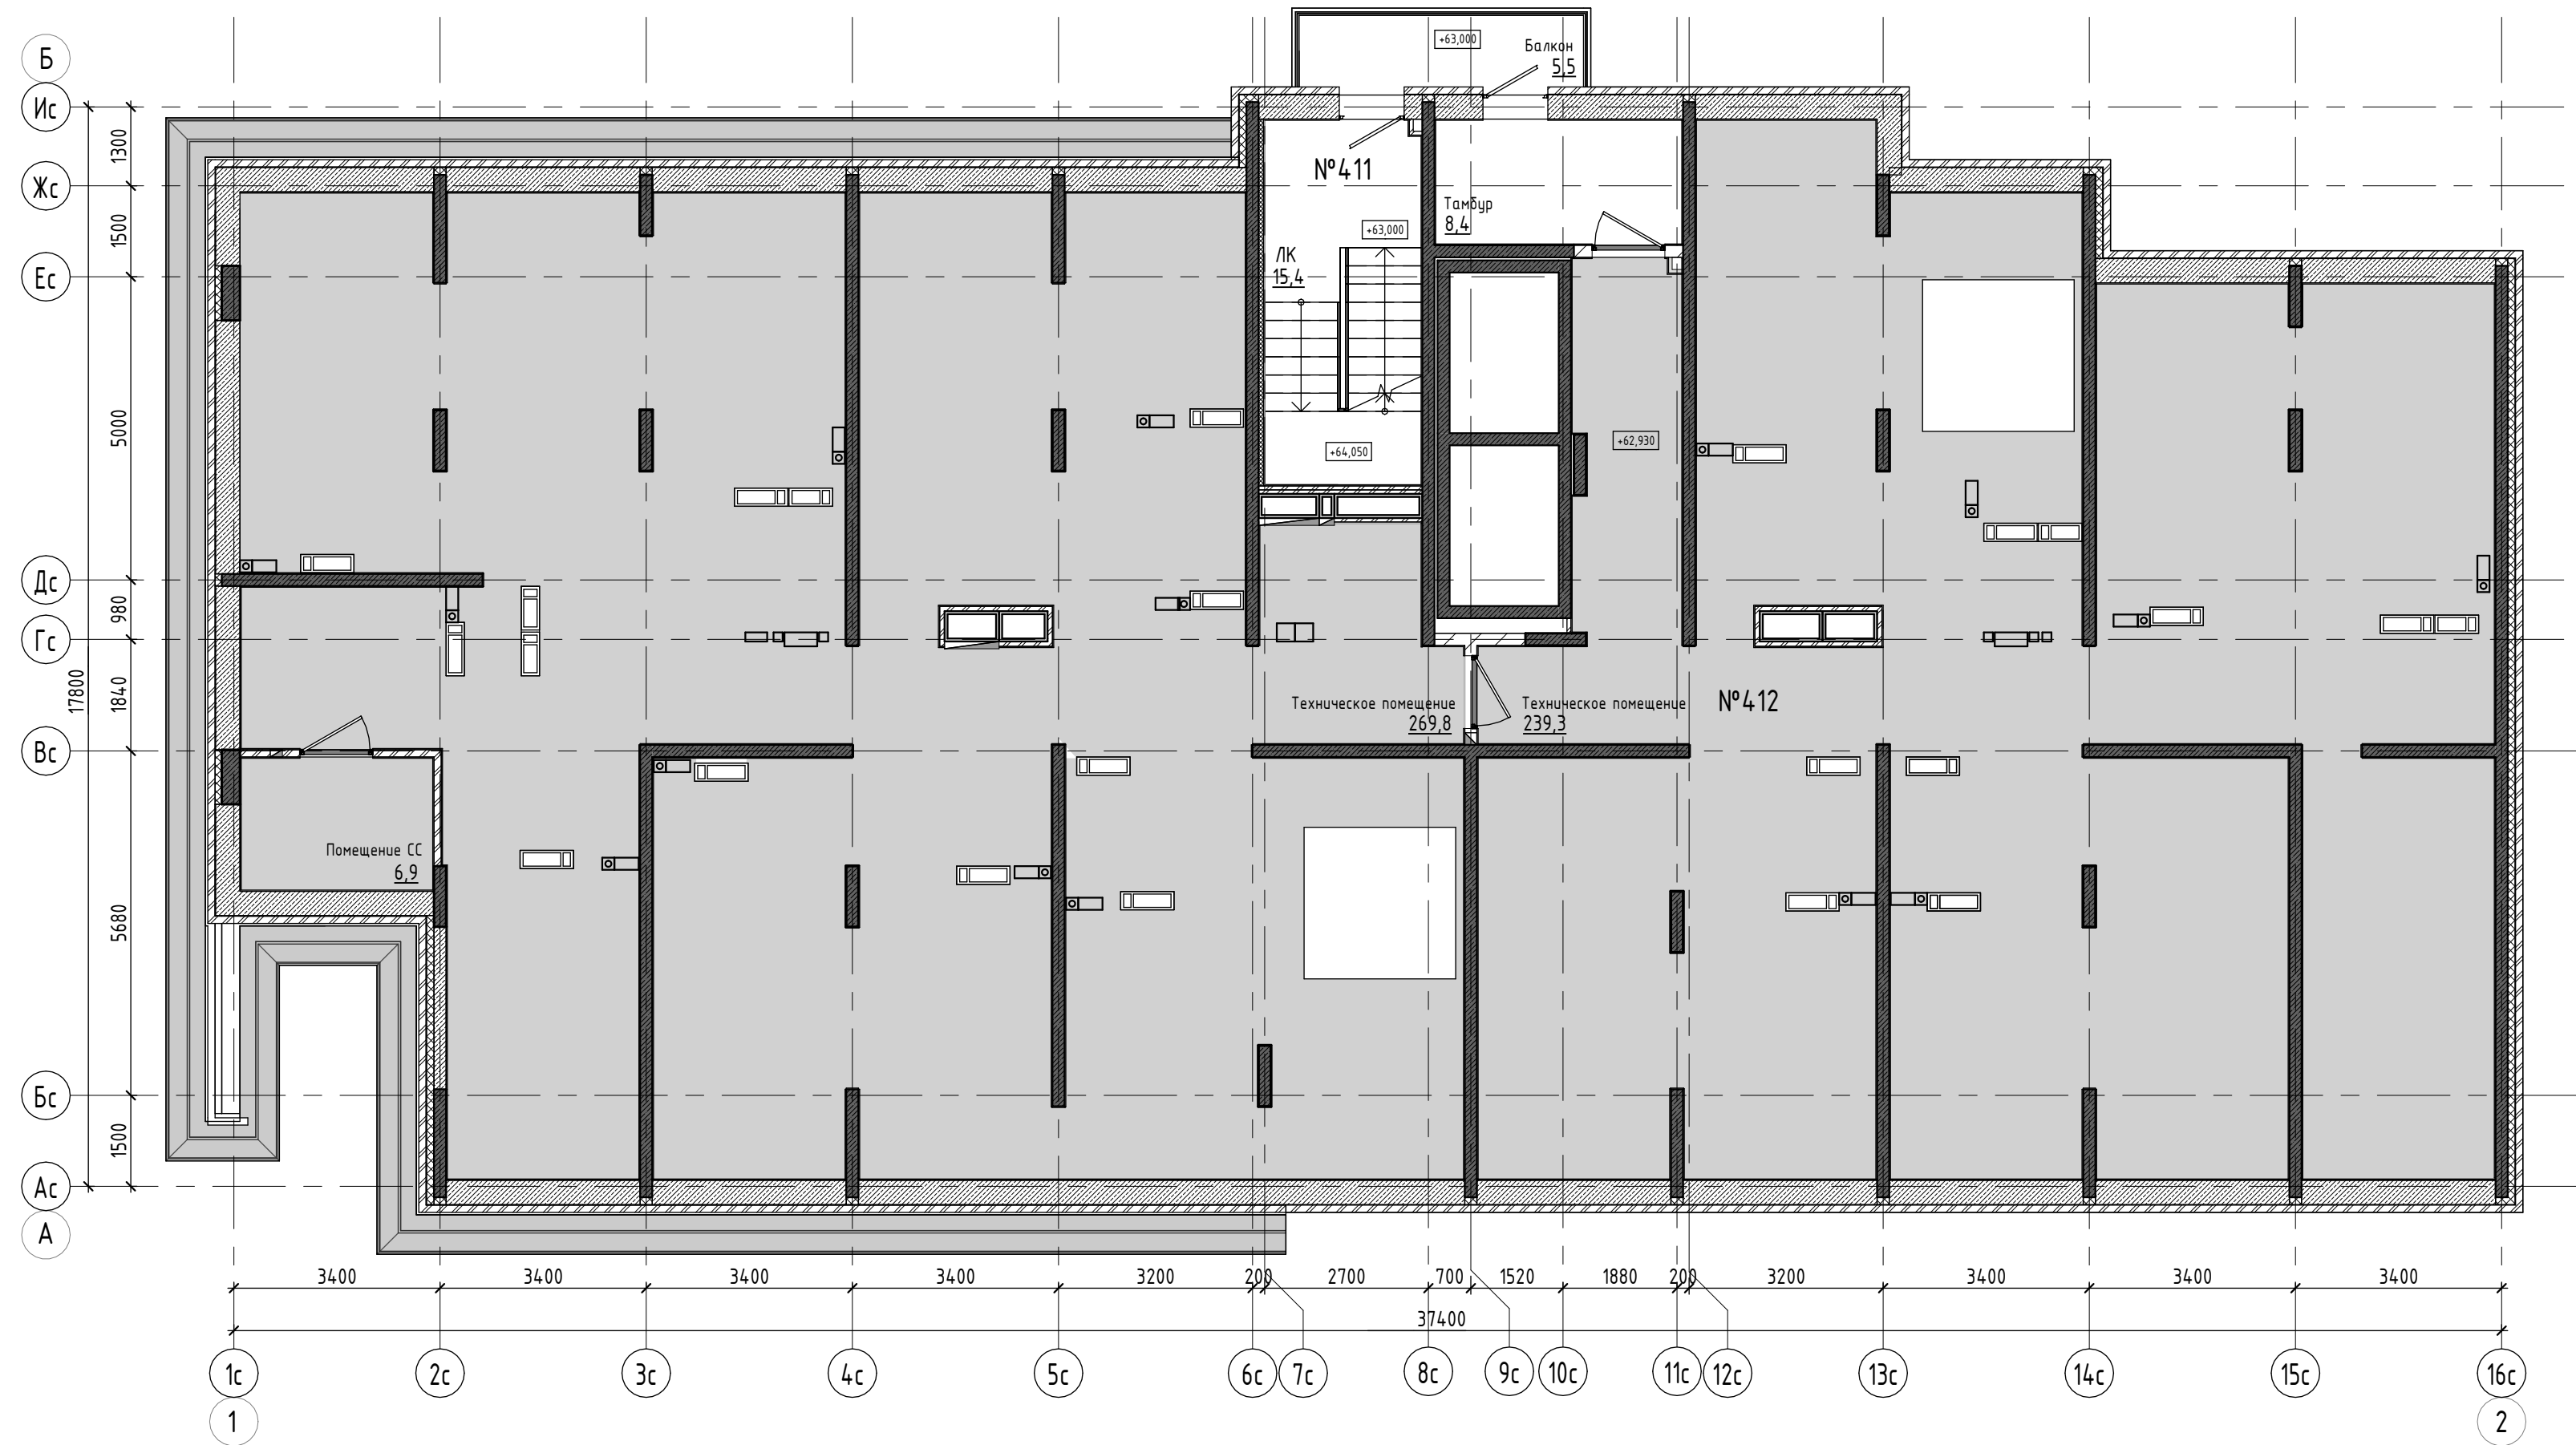 Б
Ис
Жс
Ес
Дс
Гс
Вс
Бс
Ас
А
1300
1500
5000
980
1840
5680
1500
17800
+63,000
Балкон
5,5
№411
Тамбур
8,4
+63,000
ЛК
15,4
+64,050
+62,930
Техническое помещение
269,8
Техническое помещение
239,3
№412
Помещение СС
6,9
3400
3400
3400
3400
3200
200
2700
700
1520
1880
200
3200
3400
3400
3400
37400
1с
2с
3с
4с
5с
6с
7с
8с
9с
10с
11с
12с
13с
14с
15с
16с
1
2